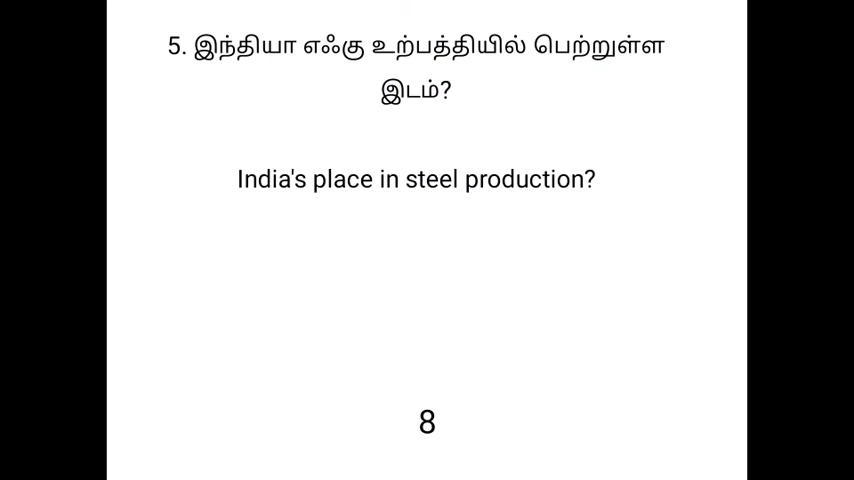 5. இந்தியா எஃகு உற்பத்தியில் பெற்றுள்ள
இடம்?
India's place in steel production?
8